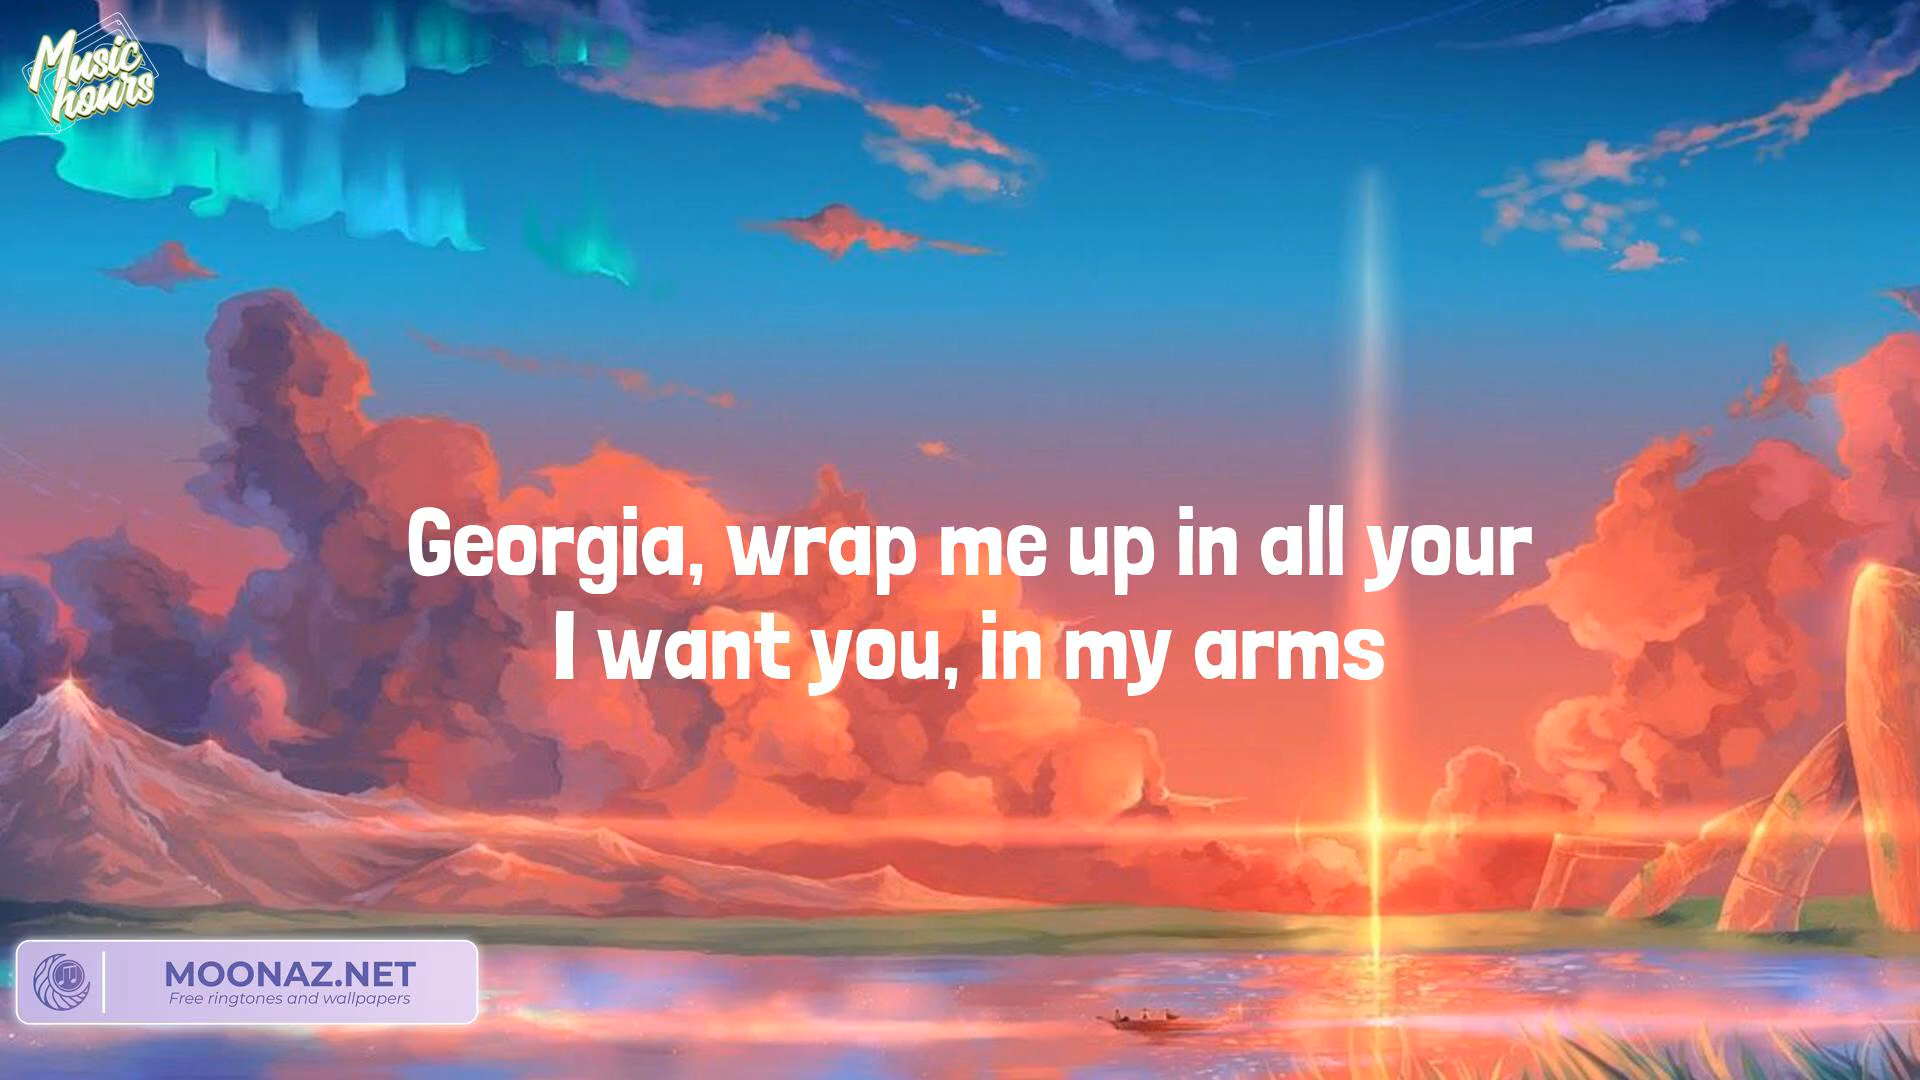 Music
hours
Georgia, wrap me up in all your
I want you, in my arms
MOONAZ.NET
Free ringtones and wallpapers